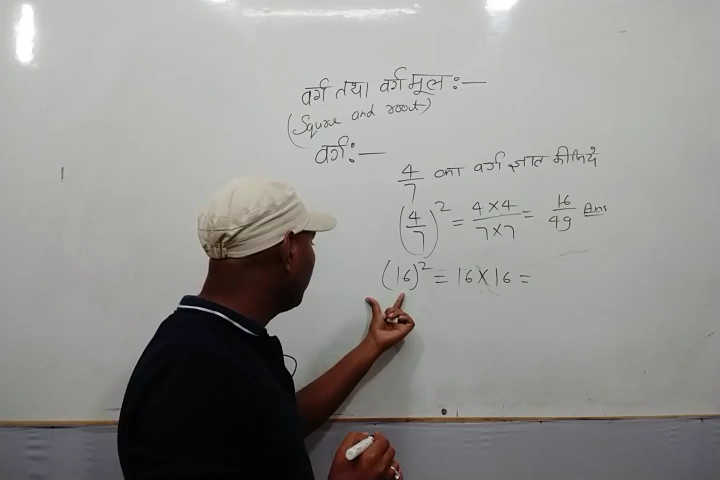 वर्ग तथा वर्ग मूल :—
(Square and root)
वर्ग :—
4/7 का वर्ग ज्ञात कीजिये
(4/7)² = 4×4/7×7 = 16/49 Ans
(16)² = 16×16 =